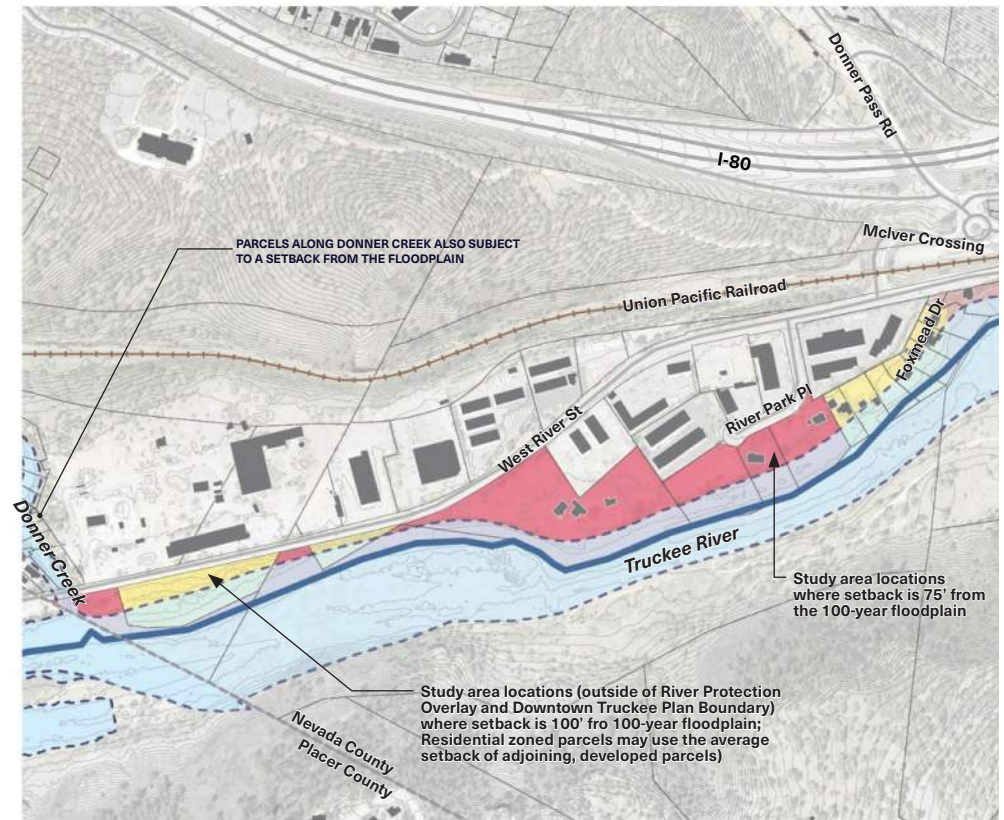 Donner Pass Rd
I-80
McIver Crossing
PARCELS ALONG DONNER CREEK ALSO SUBJECT
TO A SETBACK FROM THE FLOODPLAIN
Union Pacific Railroad
Foxmead Dr
River Park Pl
West River St
Donner Creek
Truckee River
Study area locations
where setback is 75' from
the 100-year floodplain
Study area locations (outside of River Protection
Overlay and Downtown Truckee Plan Boundary)
where setback is 100' fro 100-year floodplain;
Residential zoned parcels may use the average
setback of adjoining, developed parcels)
Nevada County
Placer County